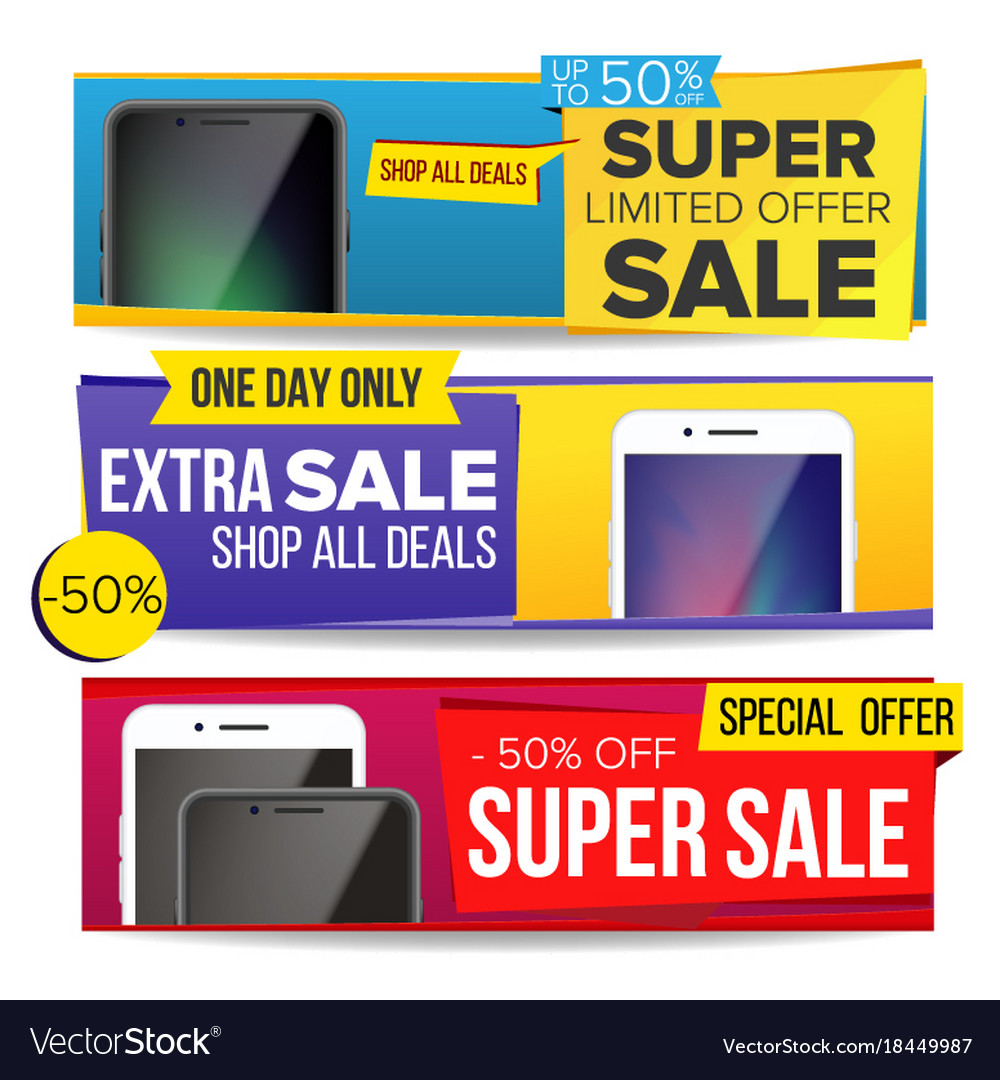 UP TO 50% OFF
SHOP ALL DEALS
SUPER
LIMITED OFFER
SALE
ONE DAY ONLY
EXTRA SALE
SHOP ALL DEALS
-50%
SPECIAL OFFER
- 50% OFF
SUPER SALE
VectorStock®
VectorStock.com/18449987